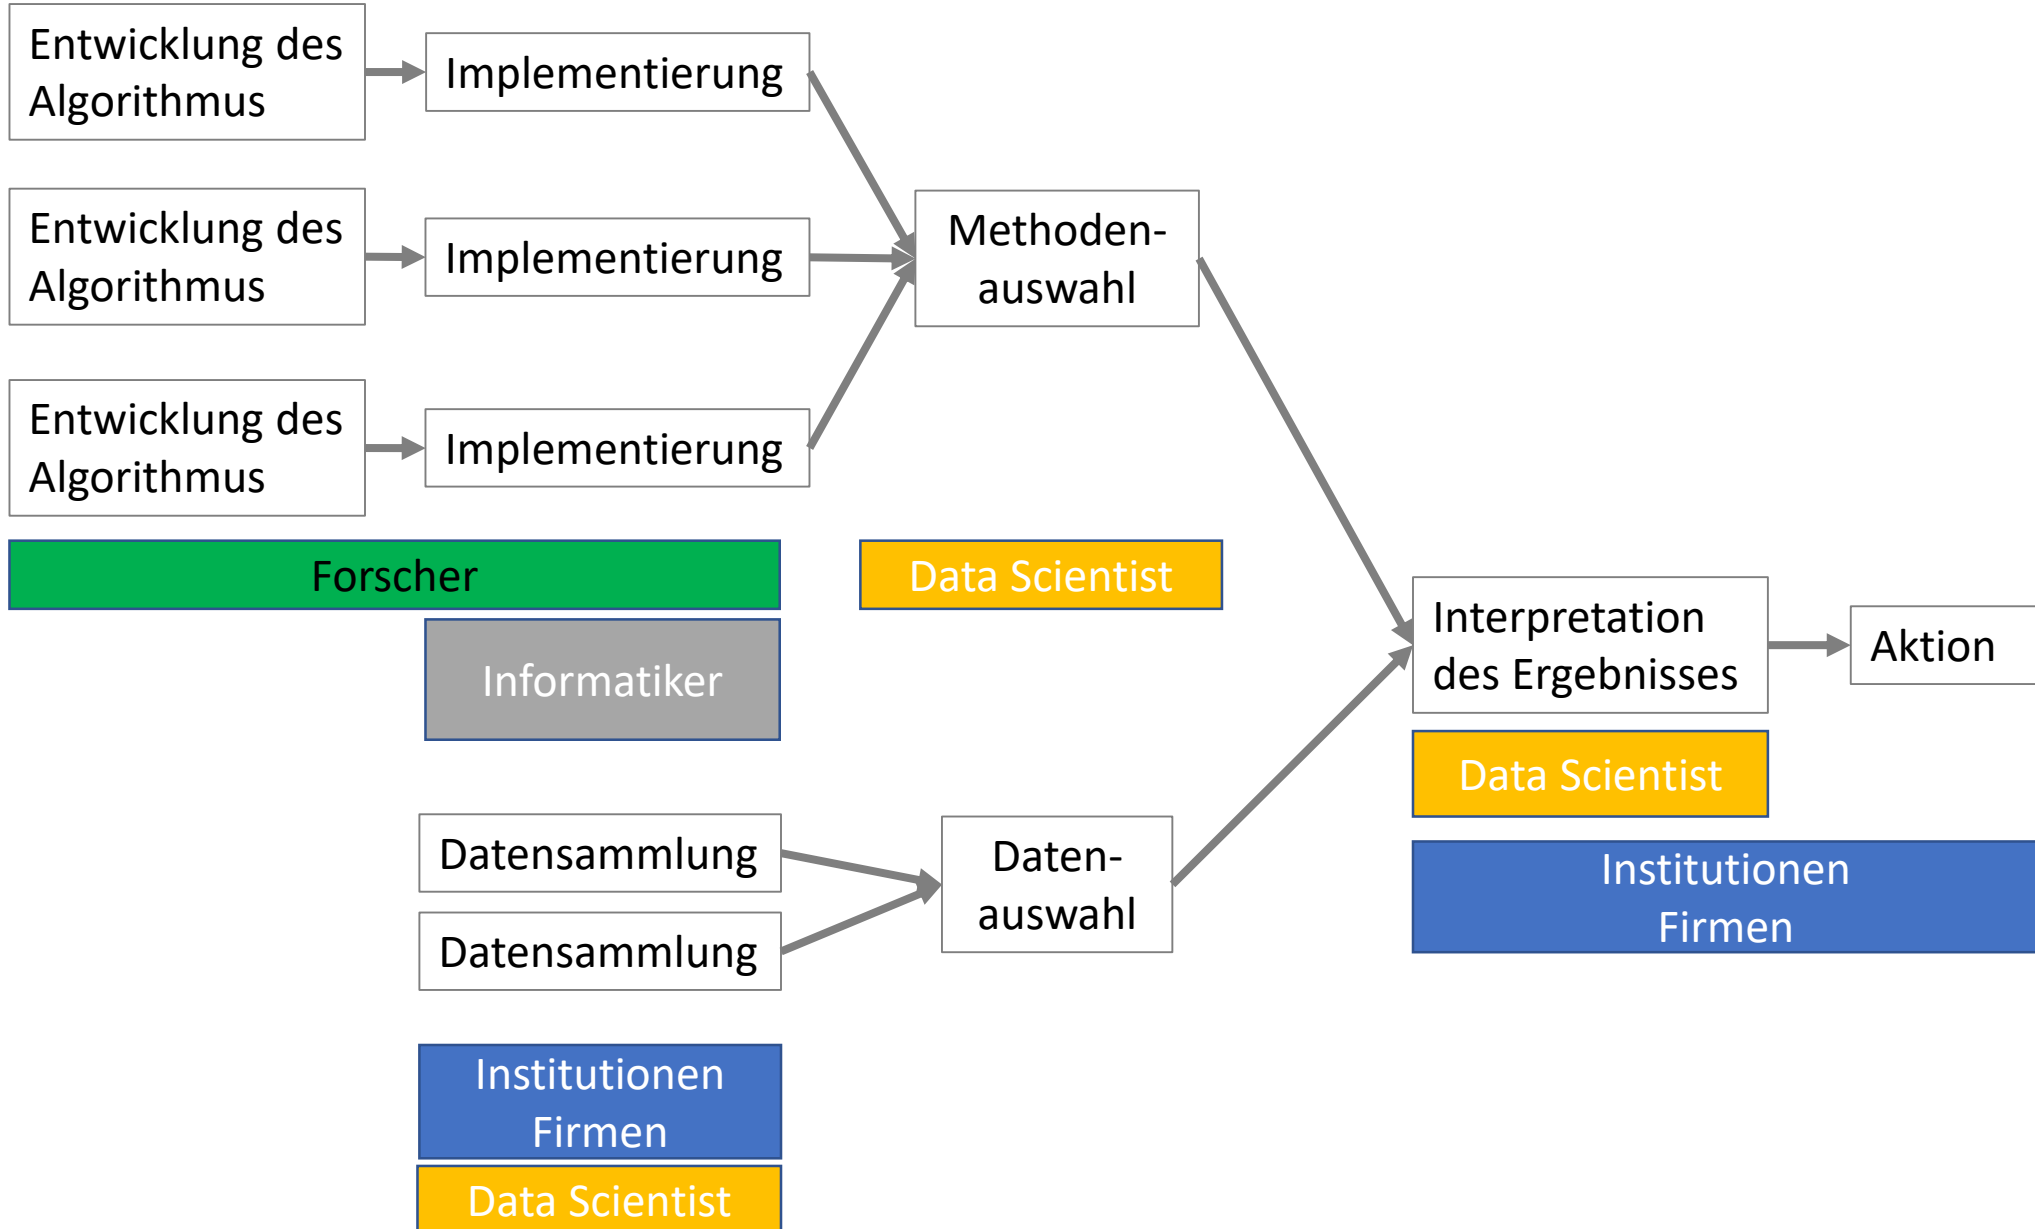 Entwicklung des
Algorithmus
Implementierung
Entwicklung des
Algorithmus
Implementierung
Methoden-
auswahl
Entwicklung des
Algorithmus
Implementierung
Forscher
Data Scientist
Informatiker
Interpretation
des Ergebnisses
Aktion
Data Scientist
Datensammlung
Datensammlung
Daten-
auswahl
Institutionen
Firmen
Institutionen
Firmen
Data Scientist